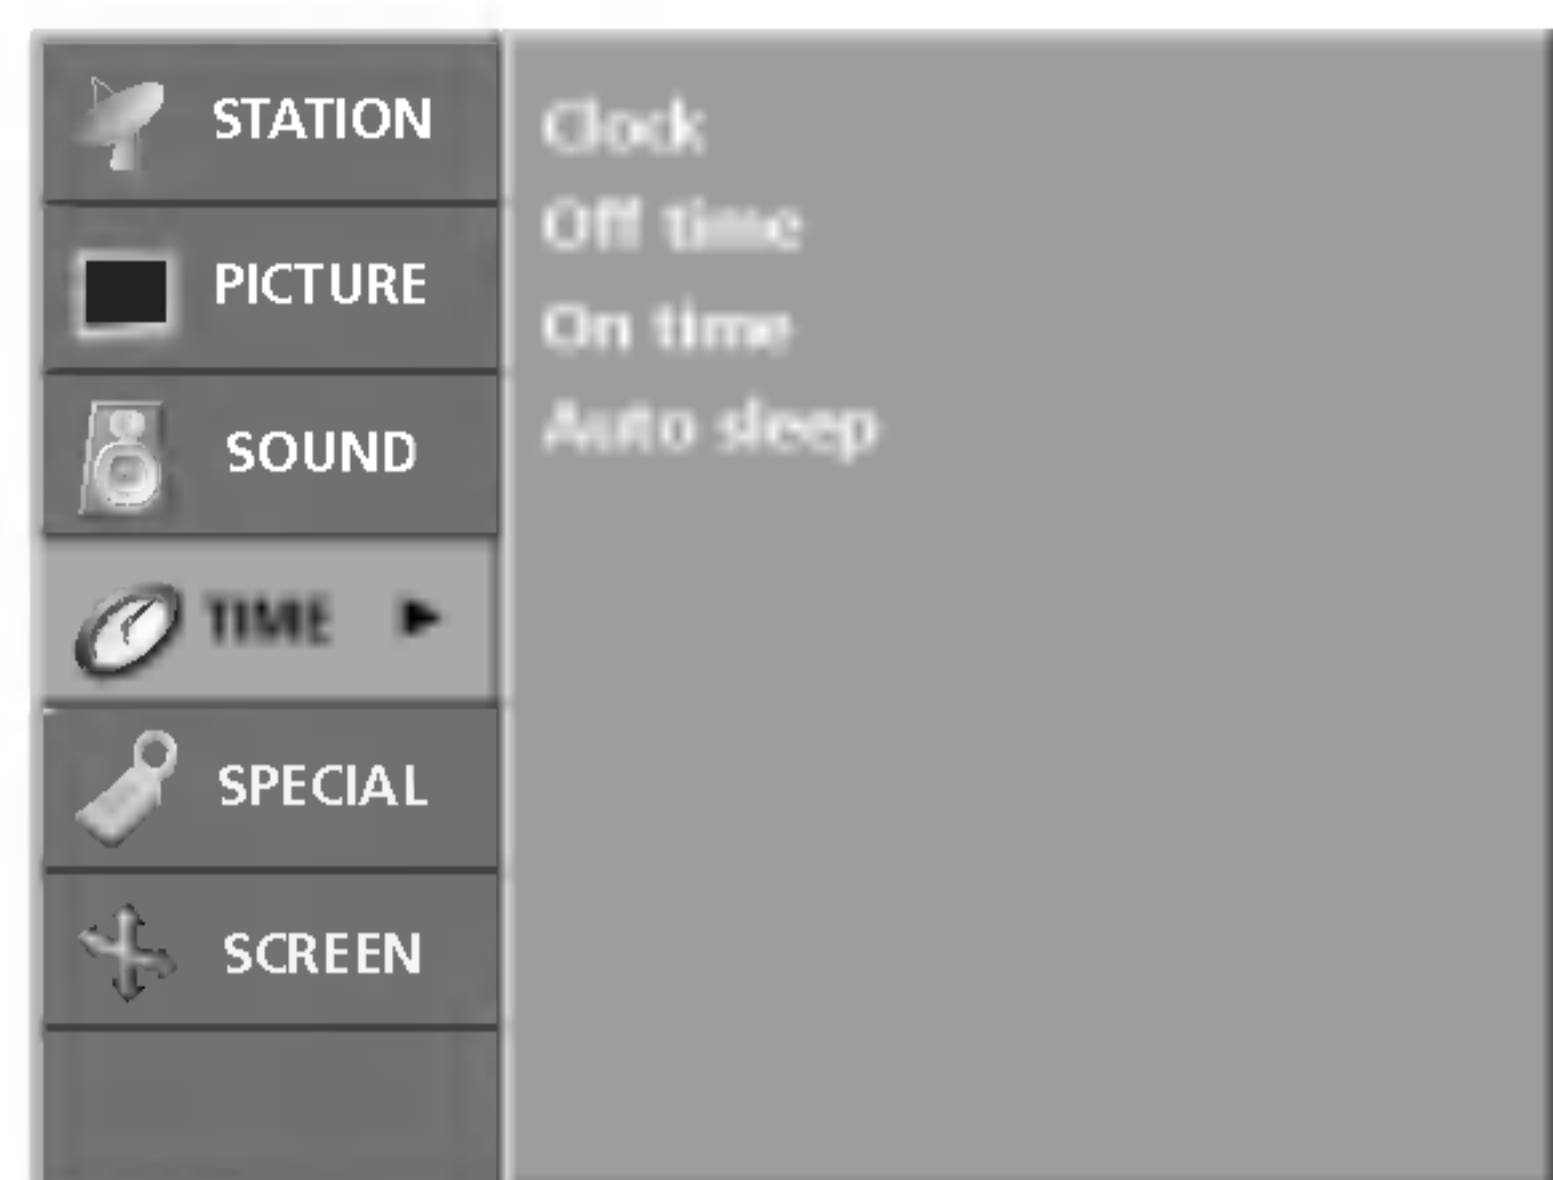 STATION
PICTURE
SOUND
TIME
SPECIAL
SCREEN
Clock
Off time
On time
Auto sleep